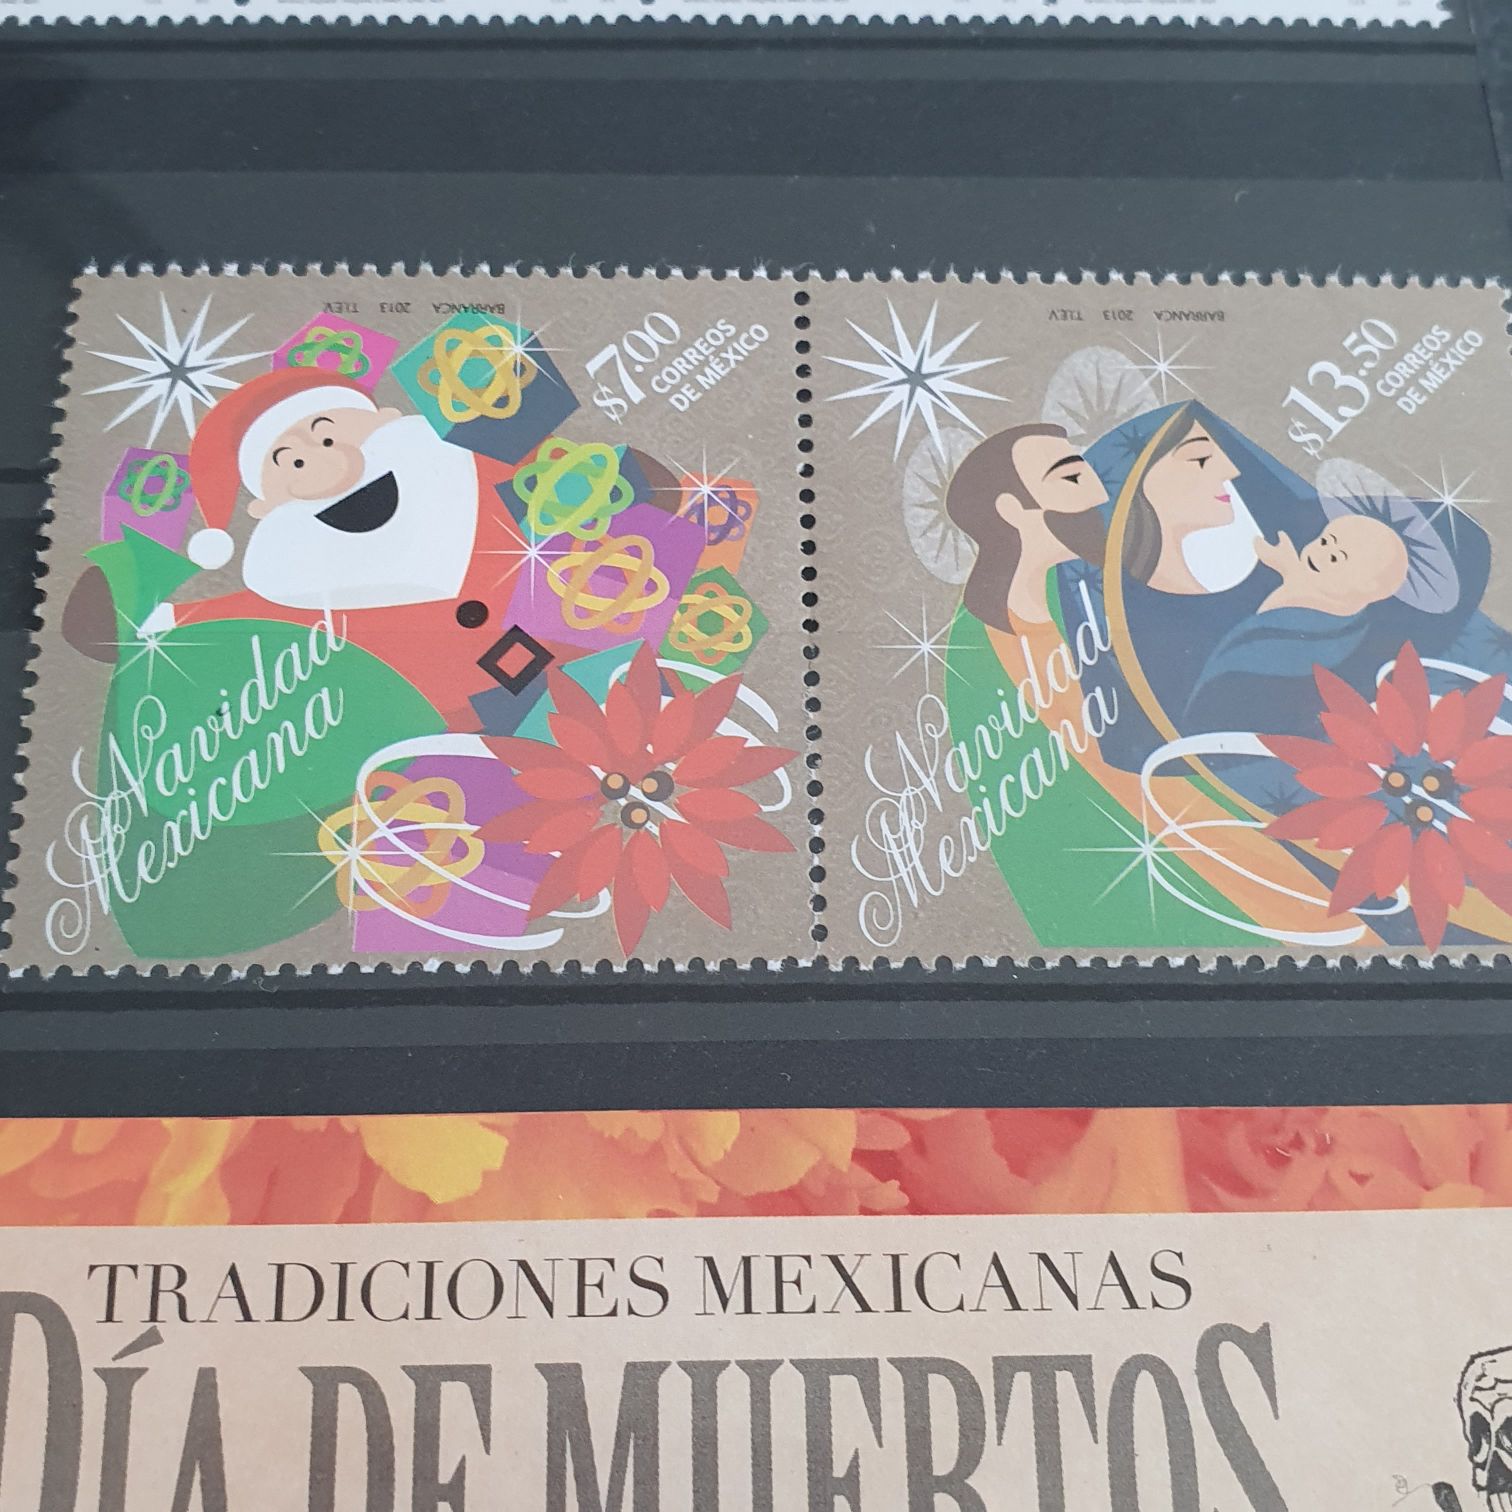 BARRANCA 2013 T.I.E.V.
$7.00
CORREOS
DE MÉXICO
Navidad
Mexicana
BARRANCA 2013 T.I.E.V.
$13.50
CORREOS
DE MÉXICO
Navidad
Mexicana
TRADICIONES MEXICANAS
DÍA DE MUERTOS